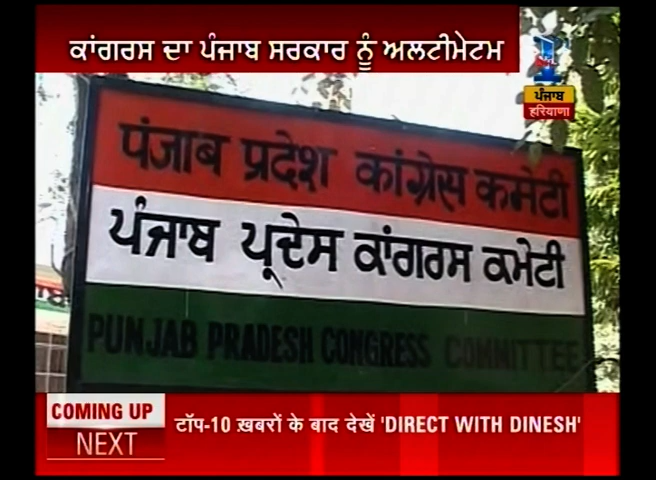 ਕਾਂਗਰਸ ਦਾ ਪੰਜਾਬ ਸਰਕਾਰ ਨੂੰ ਅਲਟੀਮੇਟਮ
1
ਪੰਜਾਬ
हरियाणा
पंजाब प्रदेश कांग्रेस कमेटी
ਪੰਜਾਬ ਪ੍ਰਦੇਸ ਕਾਂਗਰਸ ਕਮੇਟੀ
PUNJAB PRADESH CONGRESS COMMITTEE
COMING UP
NEXT
टॉप-10 ख़बरों के बाद देखें 'DIRECT WITH DINESH'